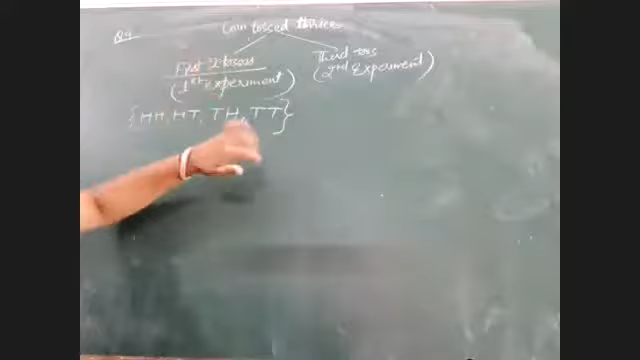 Q4
Coin tossed thrice
First 2 tosses
(1st experiment)
Third toss
(2nd Experiment)
{HH, HT, TH, TT}